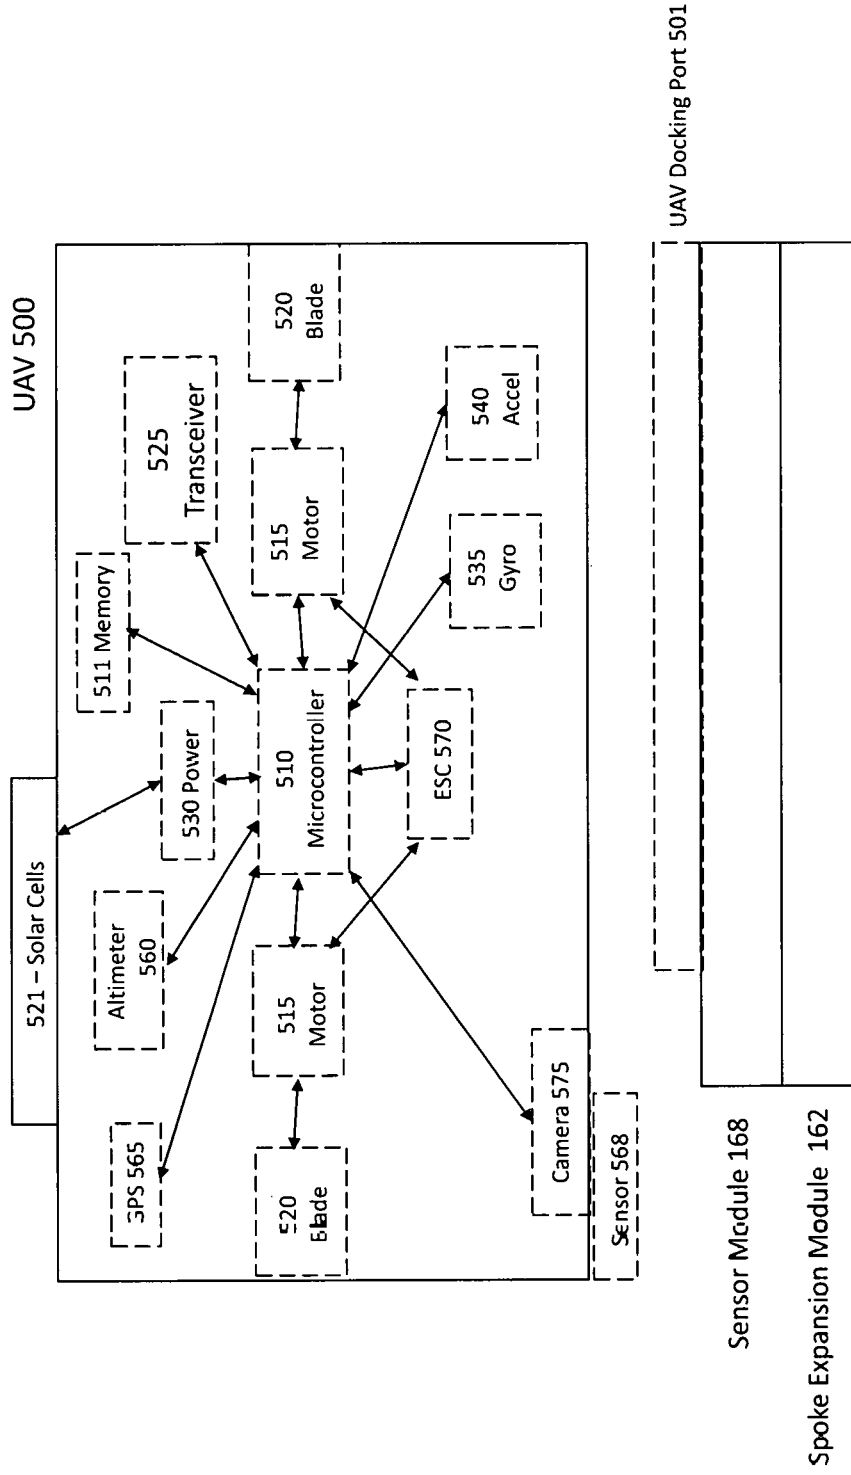 UAV 500
521 – Solar Cells
GPS 565
Altimeter
560
530 Power
511 Memory
525
Transceiver
520
Blade
515
Motor
510
Microcontroller
515
Motor
520
Blade
ESC 570
535
Gyro
540
Accel
Camera 575
Sensor 568
UAV Docking Port 501
Sensor Module 168
Spoke Expansion Module 162